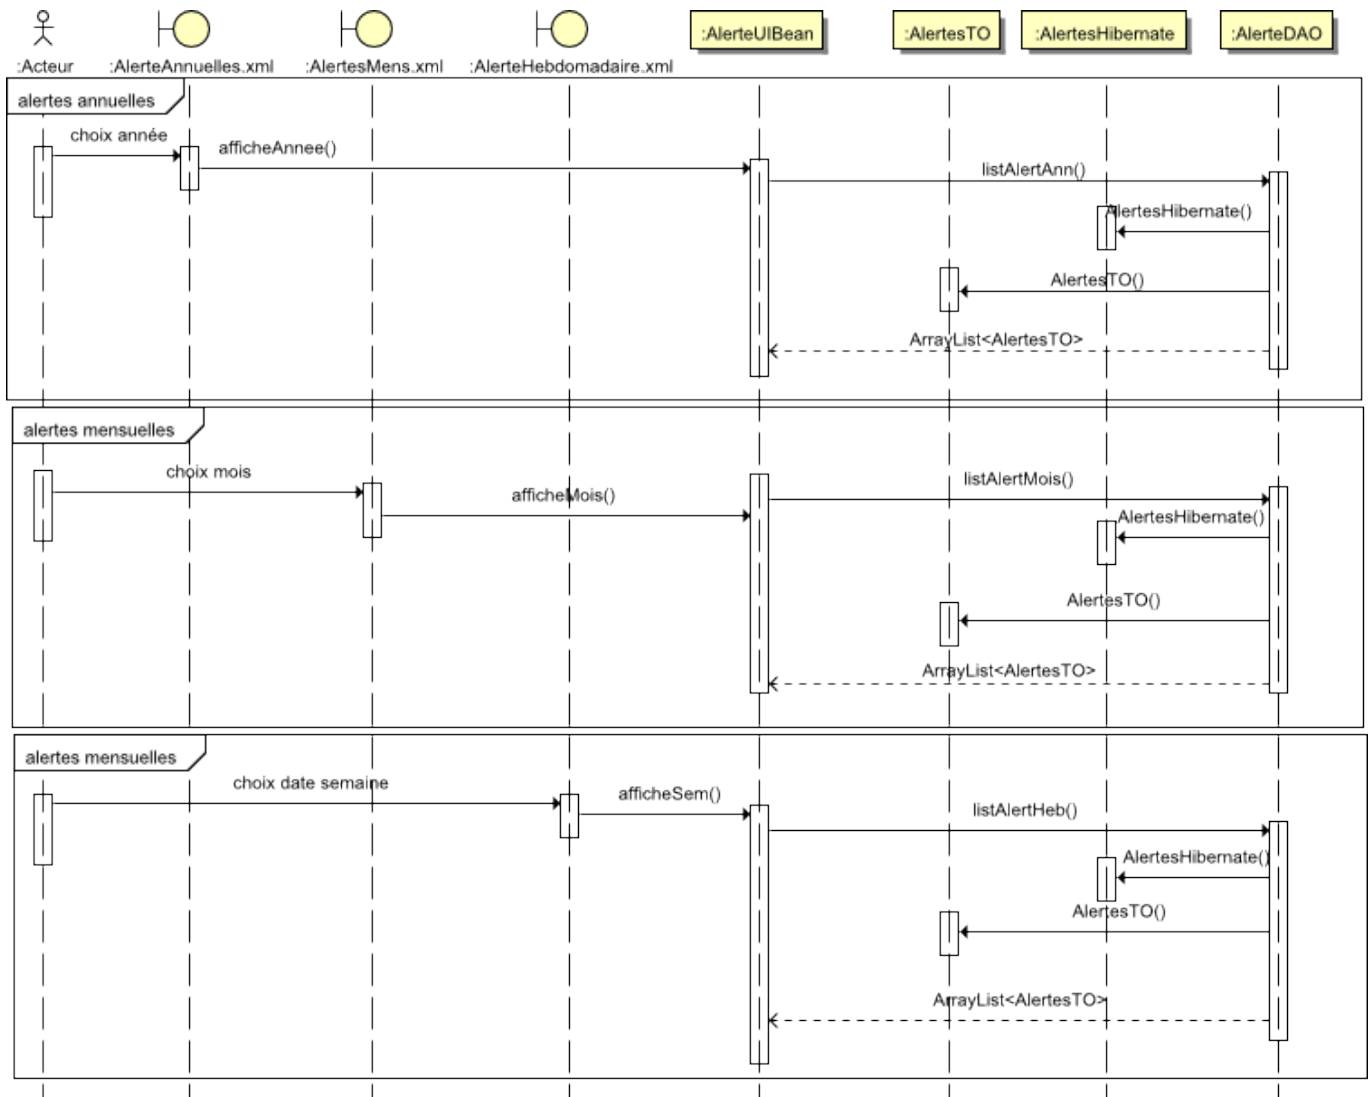 :Acteur
:AlerteAnnuelles.xml
:AlertesMens.xml
:AlerteHebdomadaire.xml
:AlerteUIBean
:AlertesTO
:AlertesHibernate
:AlerteDAO
alertes annuelles
choix année
afficheAnnee()
listAlertAnn()
AlertesHibernate()
AlertesTO()
ArrayList<AlertesTO>
alertes mensuelles
choix mois
afficheMois()
listAlertMois()
AlertesHibernate()
AlertesTO()
ArrayList<AlertesTO>
alertes mensuelles
choix date semaine
afficheSem()
listAlertHeb()
AlertesHibernate()
AlertesTO()
ArrayList<AlertesTO>